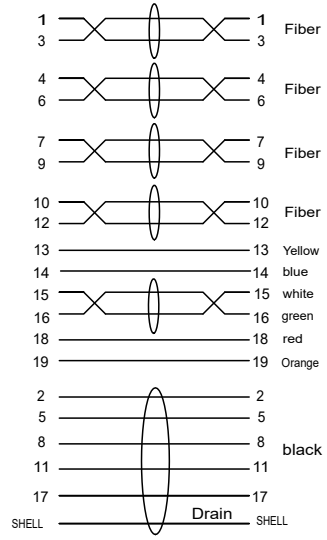 1 1
3 3 Fiber
4 4
6 6 Fiber
7 7
9 9 Fiber
10 10
12 12 Fiber
13 13 Yellow
14 14 blue
15 15 white
16 16 green
18 18 red
19 19 Orange
2 2
5 5
8 8
black
11 11
17 17
Drain
SHELL SHELL